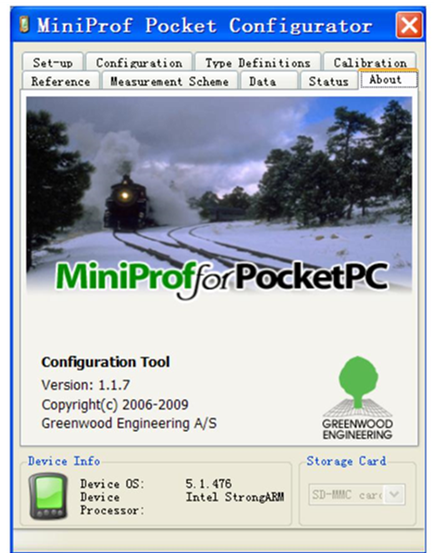 MiniProf Pocket Configurator
Set-up Configuration Type Definitions Calibration
Reference Measurement Scheme Data Status About
MiniProf for PocketPC
Configuration Tool
Version: 1.1.7
Copyright(c) 2006-2009
Greenwood Engineering A/S
GREENWOOD
ENGINEERING
Device Info
Device OS: 5.1.476
Device Intel StrongARM
Processor:
Storage Card
SD-MMC card